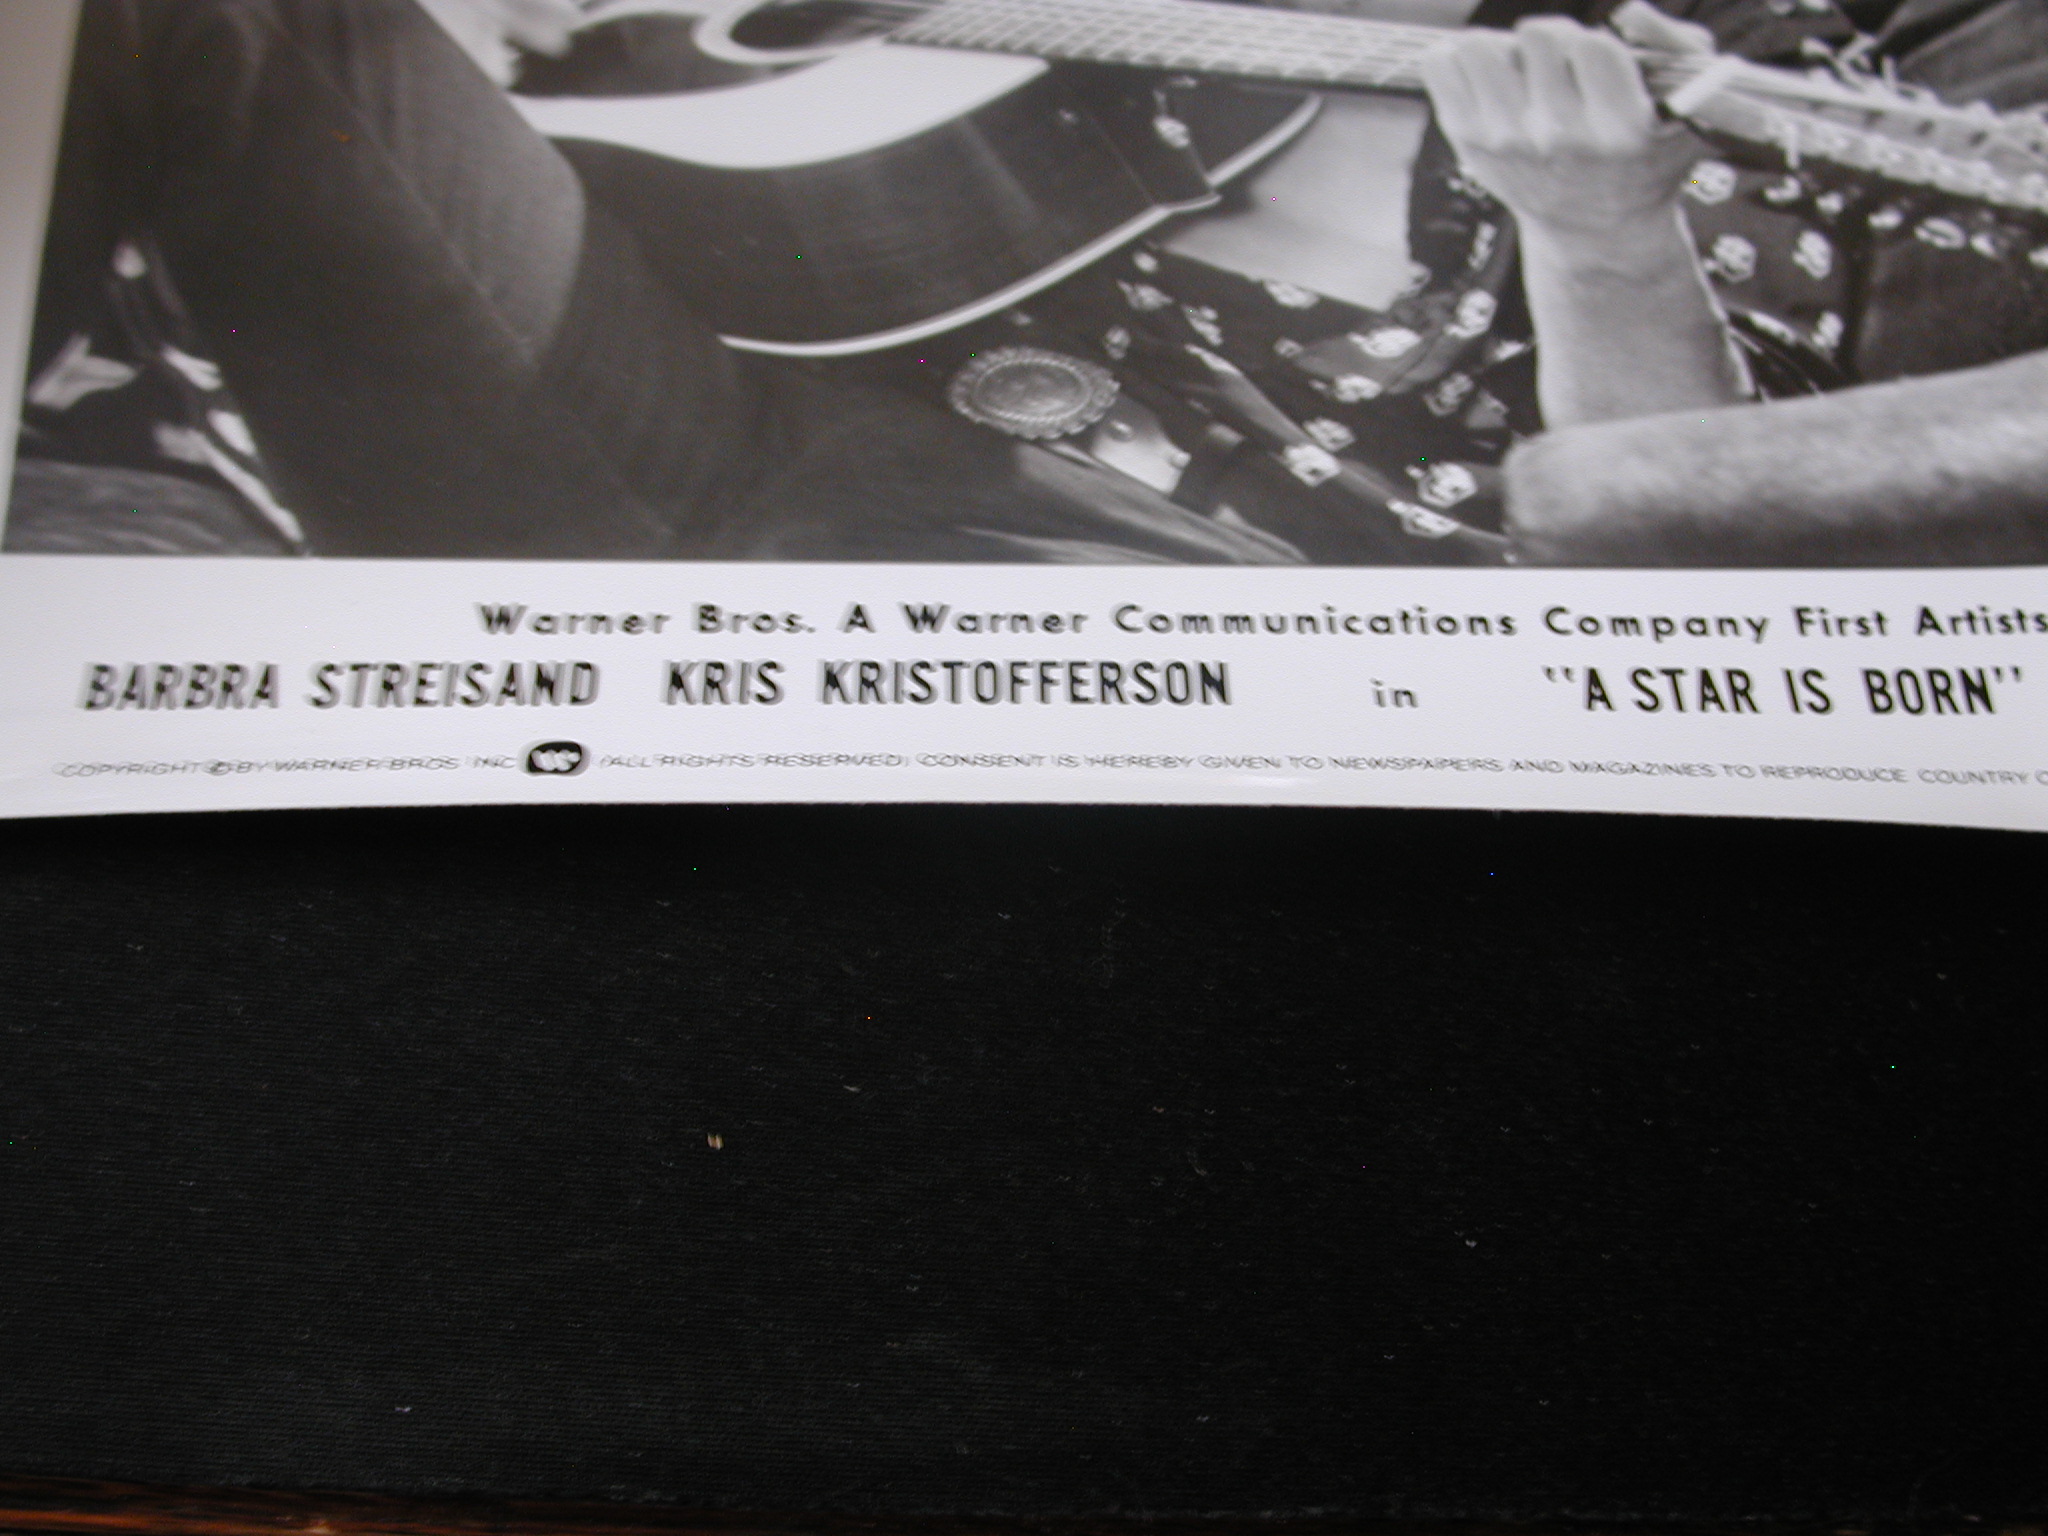 Warner Bros. A Warner Communications Company First Artists
BARBRA STREISAND KRIS KRISTOFFERSON in "A STAR IS BORN"
COPYRIGHT © BY WARNER BROS INC (ALL RIGHTS RESERVED) CONSENT IS HEREBY GIVEN TO NEWSPAPERS AND MAGAZINES TO REPRODUCE COUNTRY O